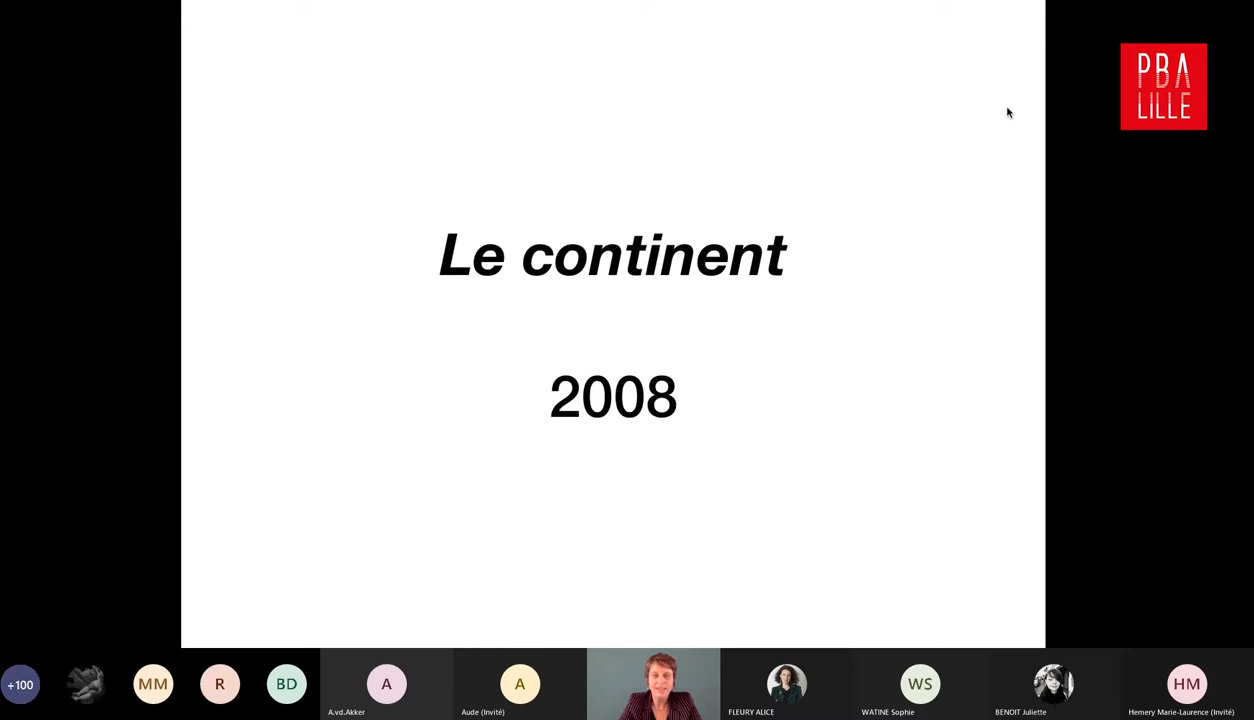 PBA
LILLE
Le continent
2008
+100
MM
R
BD
A
A
WS
HM
A.vd.Akker
Aude (Invité)
FLEURY ALICE
WATINE Sophie
BENOIT Juliette
Hemery Marie-Laurence (Invité)